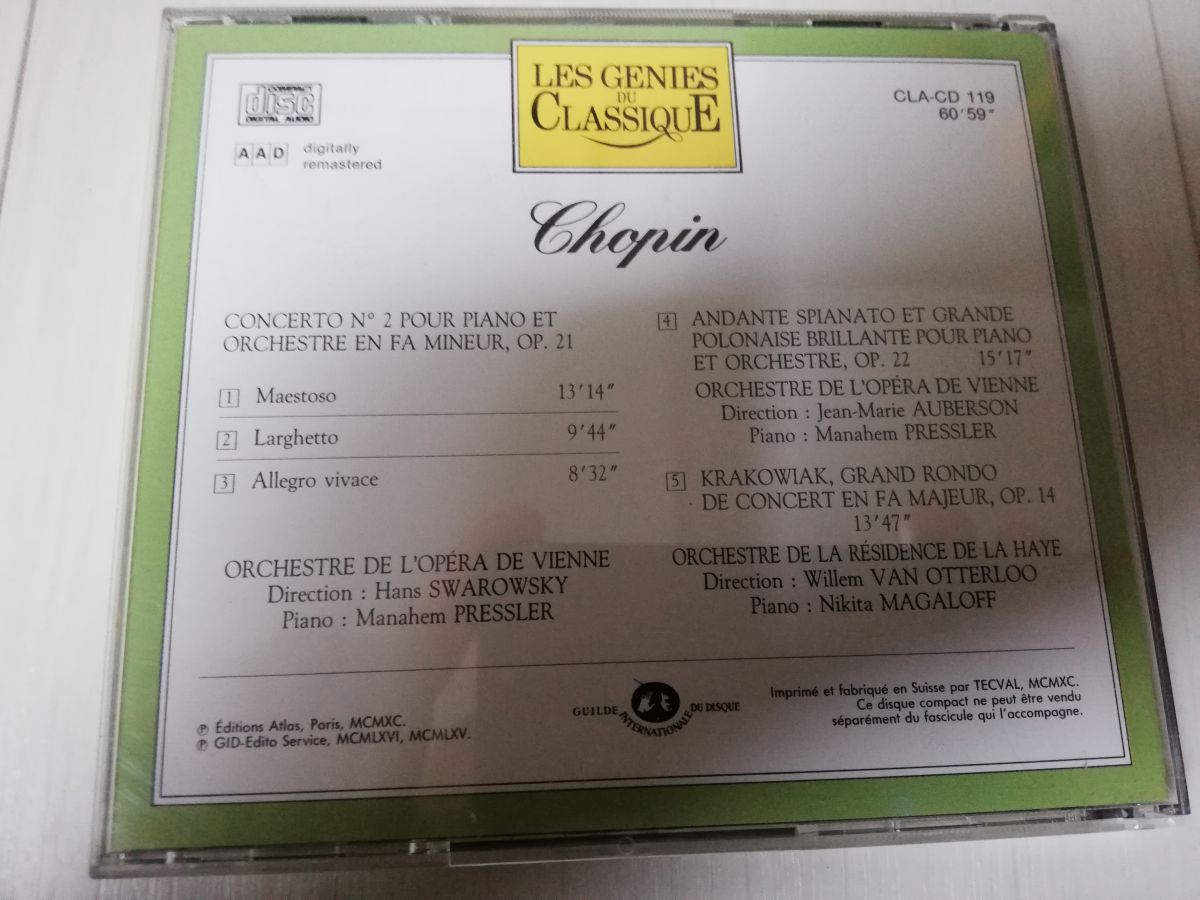 COMPACT
disc
DIGITAL AUDIO
AAD
digitally
remastered
LES GENIES
DU
CLASSIQUE
CLA-CD 119
60'59"
Chopin
CONCERTO N° 2 POUR PIANO ET
ORCHESTRE EN FA MINEUR, OP. 21
1 Maestoso 13'14"
2 Larghetto 9'44"
3 Allegro vivace 8'32"
ORCHESTRE DE L'OPÉRA DE VIENNE
Direction : Hans SWAROWSKY
Piano : Manahem PRESSLER
4 ANDANTE SPIANATO ET GRANDE
POLONAISE BRILLANTE POUR PIANO
ET ORCHESTRE, OP. 22 15'17"
ORCHESTRE DE L'OPÉRA DE VIENNE
Direction : Jean-Marie AUBERSON
Piano : Manahem PRESSLER
5 KRAKOWIAK, GRAND RONDO
DE CONCERT EN FA MAJEUR, OP. 14
13'47"
ORCHESTRE DE LA RÉSIDENCE DE LA HAYE
Direction : Willem VAN OTTERLOO
Piano : Nikita MAGALOFF
℗ Éditions Atlas, Paris, MCMXC.
℗ GID-Edito Service, MCMLXVI, MCMLXV.
GUILDE INTERNATIONALE DU DISQUE
Imprimé et fabriqué en Suisse par TECVAL, MCMXC.
Ce disque compact ne peut être vendu
séparément du fascicule qui l'accompagne.